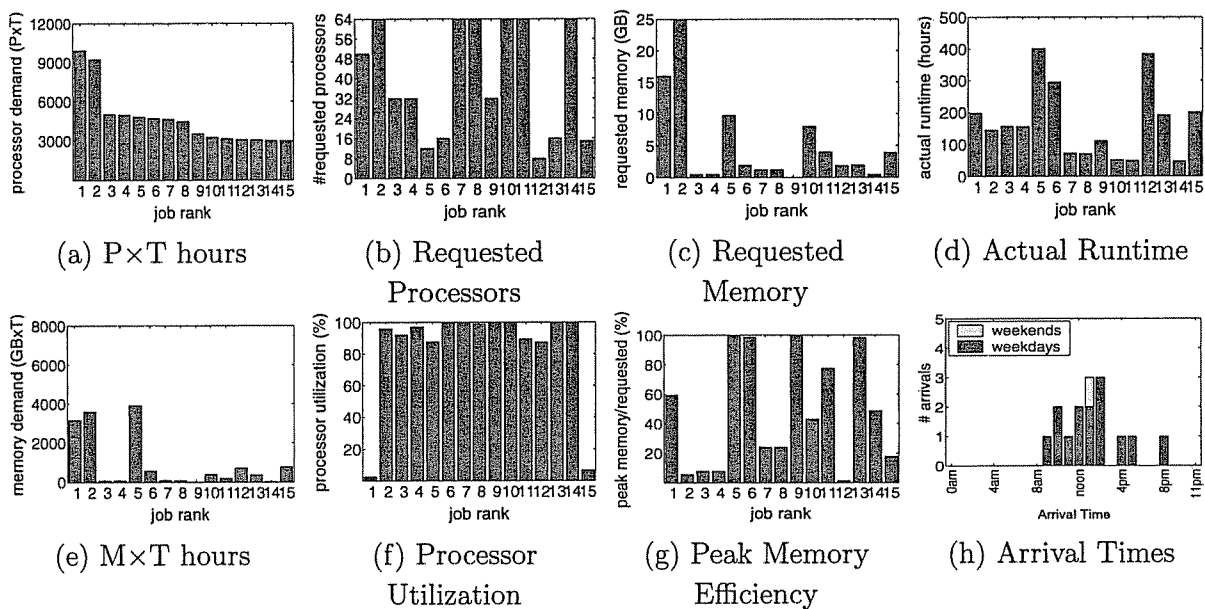 processor demand (PxT)
12000
9000
6000
3000
1 2 3 4 5 6 7 8 9101112131415
job rank
(a) P×T hours
#requested processors
64
56
48
40
32
24
16
8
0
1 2 3 4 5 6 7 8 9101112131415
job rank
(b) Requested
Processors
requested memory (GB)
25
20
15
10
5
0
1 2 3 4 5 6 7 8 9101112131415
job rank
(c) Requested
Memory
actual runtime (hours)
500
400
300
200
100
0
1 2 3 4 5 6 7 8 9101112131415
job rank
(d) Actual Runtime
memory demand (GBxT)
8000
6000
4000
2000
0
1 2 3 4 5 6 7 8 9101112131415
job rank
(e) M×T hours
processor utilization (%)
100
80
60
40
20
1 2 3 4 5 6 7 8 9101112131415
job rank
(f) Processor
Utilization
peak memory/requested (%)
100
80
60
40
20
1 2 3 4 5 6 7 8 9101112131415
job rank
(g) Peak Memory
Efficiency
# arrivals
5
4
3
2
1
0
weekends
weekdays
0am
4am
8am
noon
4pm
8pm
11pm
Arrival Time
(h) Arrival Times